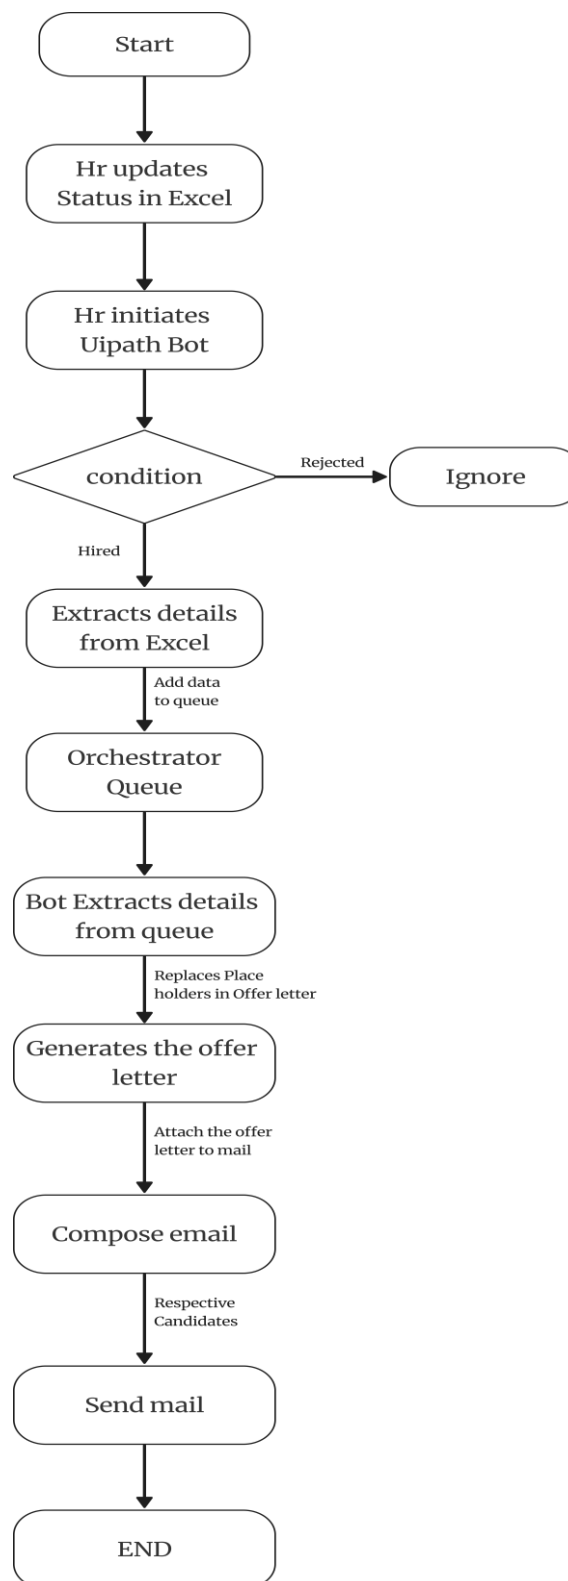 Start
Hr updates
Status in Excel
Hr initiates
Uipath Bot
condition
Rejected
Ignore
Hired
Extracts details
from Excel
Add data
to queue
Orchestrator
Queue
Bot Extracts details
from queue
Replaces Place
holders in Offer letter
Generates the offer
letter
Attach the offer
letter to mail
Compose email
Respective
Candidates
Send mail
END